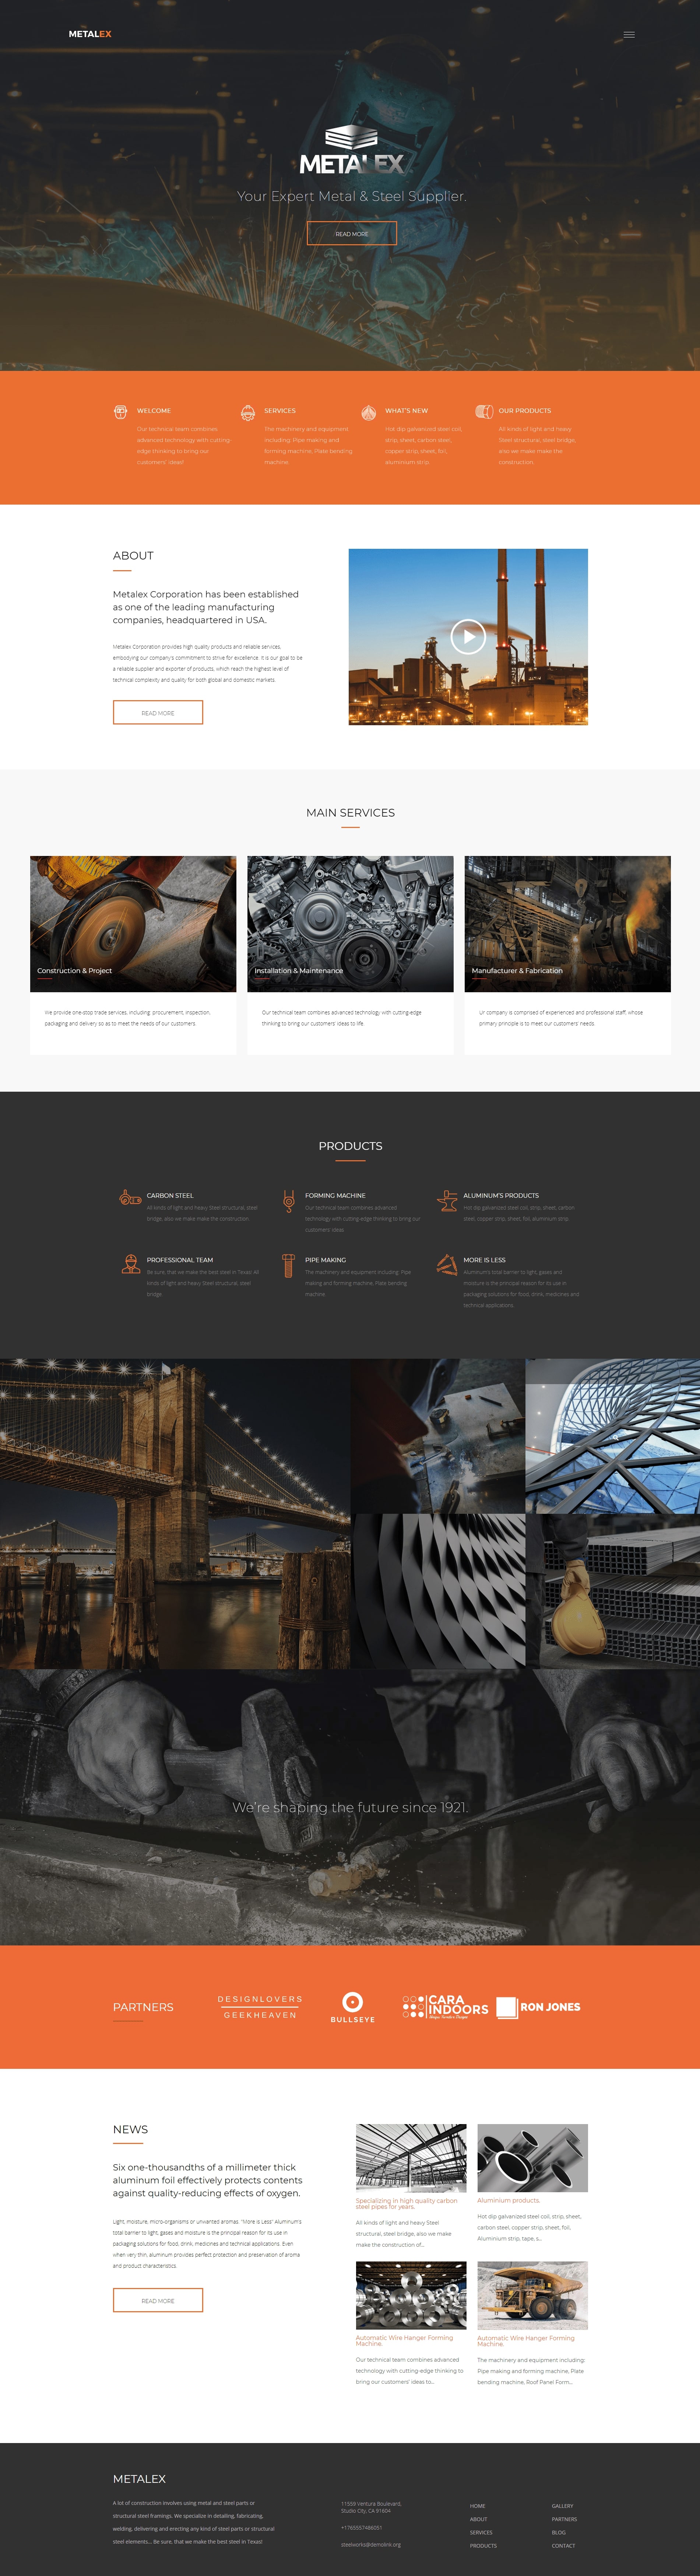 METALEX
METALEX
Your Expert Metal & Steel Supplier.
READ MORE
WELCOME
Our technical team combines
advanced technology with cutting-
edge thinking to bring our
customers' ideas!
SERVICES
The machinery and equipment
including: Pipe making and
forming machine, Plate bending
machine.
WHAT'S NEW
Hot dip galvanized steel coil,
strip, sheet, carbon steel,
copper strip, sheet, foil,
aluminium strip.
OUR PRODUCTS
All kinds of light and heavy
Steel structural, steel bridge,
also we make make the
construction.
ABOUT
Metalex Corporation has been established
as one of the leading manufacturing
companies, headquartered in USA.
Metalex Corporation provides high quality products and reliable services,
embodying our company's commitment to strive for excellence. It is our goal to be
a reliable supplier and exporter of products, which reach the highest level of
technical complexity and quality for both global and domestic markets.
READ MORE
MAIN SERVICES
Construction & Project
We provide one-stop trade services, including: procurement, inspection,
packaging and delivery so as to meet the needs of our customers.
Installation & Maintenance
Our technical team combines advanced technology with cutting-edge
thinking to bring our customers' ideas to life.
Manufacturer & Fabrication
Ur company is comprised of experienced and professional staff, whose
primary principle is to meet our customers' needs.
PRODUCTS
CARBON STEEL
All kinds of light and heavy Steel structural, steel
bridge, also we make make the construction.
FORMING MACHINE
Our technical team combines advanced
technology with cutting-edge thinking to bring our
customers' ideas
ALUMINUM'S PRODUCTS
Hot dip galvanized steel coil, strip, sheet, carbon
steel, copper strip, sheet, foil, aluminium strip.
PROFESSIONAL TEAM
Be sure, that we make the best steel in Texas! All
kinds of light and heavy Steel structural, steel
bridge.
PIPE MAKING
The machinery and equipment including: Pipe
making and forming machine, Plate bending
machine
MORE IS LESS
Aluminum's total barrier to light, gases and
moisture is the principal reason for its use in
packaging solutions for food, drink, medicines and
technical applications.
We're shaping the future since 1921.
PARTNERS
DESIGNLOVERS
GEEKHEAVEN
BULLSEYE
CARA
INDOORS
RON JONES
NEWS
Six one-thousandths of a millimeter thick
aluminum foil effectively protects contents
against quality-reducing effects of oxygen.
Light, moisture, micro-organisms or unwanted aromas: "More is Less" Aluminum's
total barrier to light, gases and moisture is the principal reason for its use in
packaging solutions for food, drink, medicines and technical applications. Even
when very thin, aluminum provides perfect protection and preservation of aroma
and product characteristics.
READ MORE
Specializing in high quality carbon
steel pipes for years.
All kinds of light and heavy Steel
structural, steel bridge, also we make
make the construction of...
Aluminium products.
Hot dip galvanized steel coil, strip, sheet,
carbon steel, copper strip, sheet, foil,
Aluminium strip, tape, s...
Automatic Wire Hanger Forming
Machine.
Our technical team combines advanced
technology with cutting-edge thinking to
bring our customers' ideas to...
Automatic Wire Hanger Forming
Machine.
The machinery and equipment including:
Pipe making and forming machine, Plate
bending machine, Roof Panel Form...
METALEX
A lot of construction involves using metal and steel parts or
structural steel framings. We specialize in detailing, fabricating,
welding, delivering and erecting any kind of steel parts or structural
steel elements... Be sure, that we make the best steel in Texas!
11559 Ventura Boulevard,
Studio City, CA 91604
+1765557486051
steelworks@demolink.org
HOME
ABOUT
SERVICES
PRODUCTS
GALLERY
PARTNERS
BLOG
CONTACT